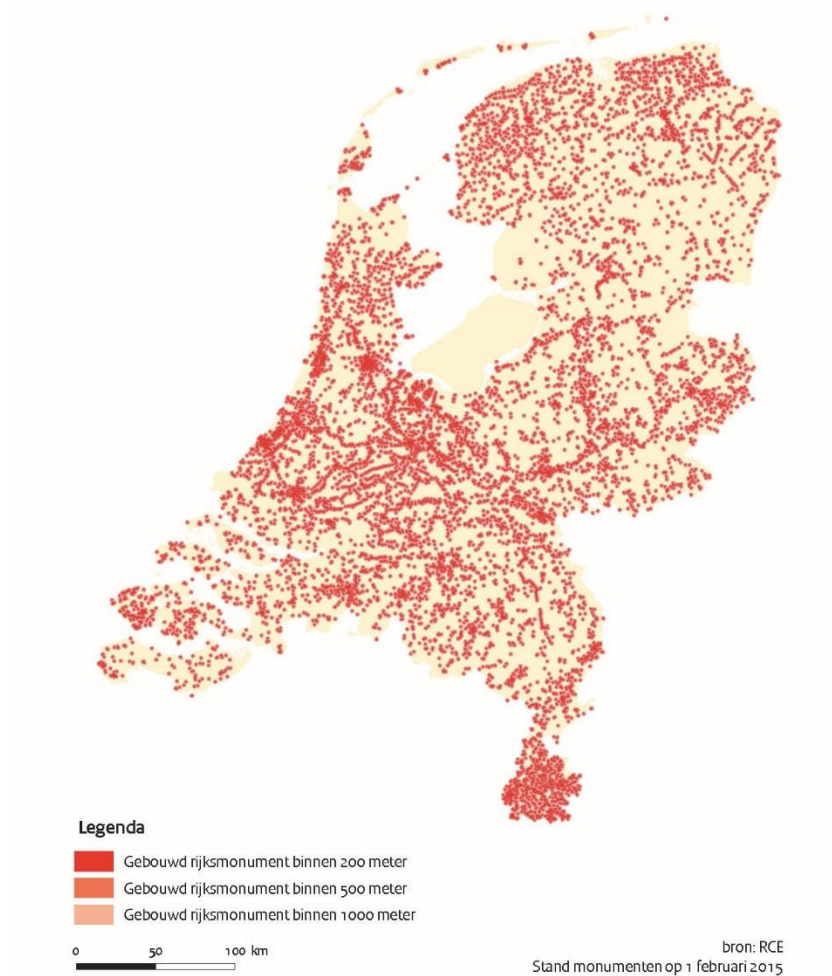 Legenda
Gebouwd rijksmonument binnen 200 meter
Gebouwd rijksmonument binnen 500 meter
Gebouwd rijksmonument binnen 1000 meter
0 50 100 km
bron: RCE
Stand monumenten op 1 februari 2015